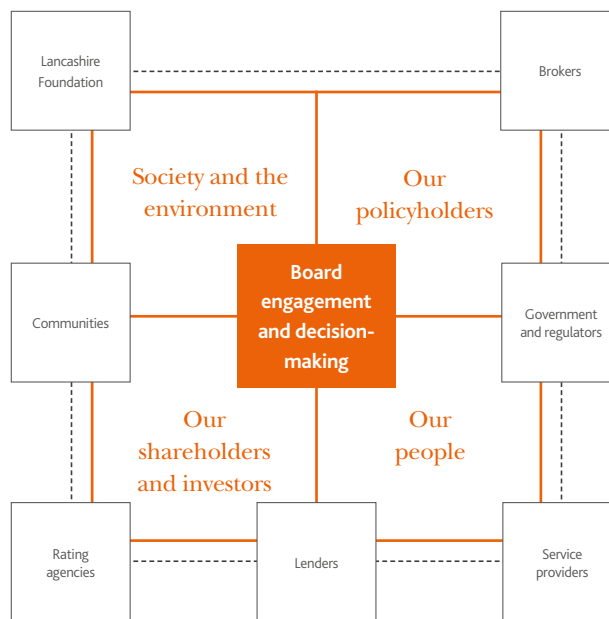 Lancashire
Foundation
Brokers
Society and the
environment
Our
policyholders
Board
engagement
and decision-
making
Communities
Government
and regulators
Our
shareholders
and investors
Our
people
Rating
agencies
Lenders
Service
providers